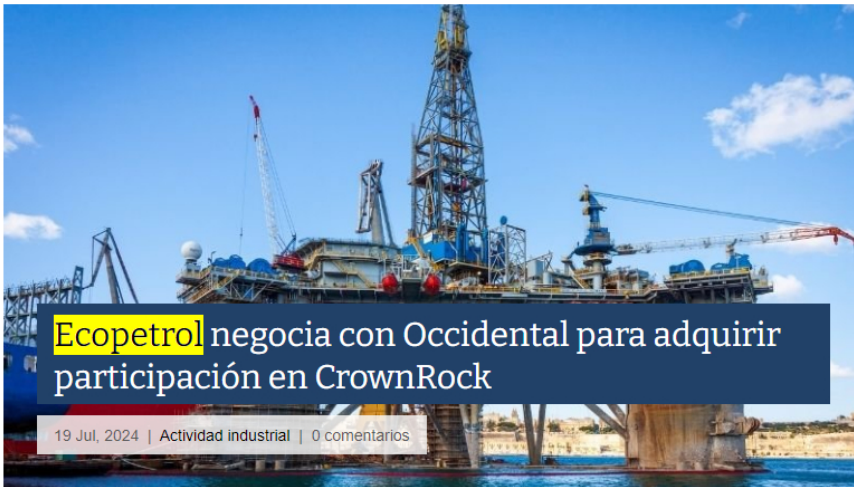 Ecopetrol negocia con Occidental para adquirir
participación en CrownRock
19 Jul, 2024 | Actividad industrial | 0 comentarios